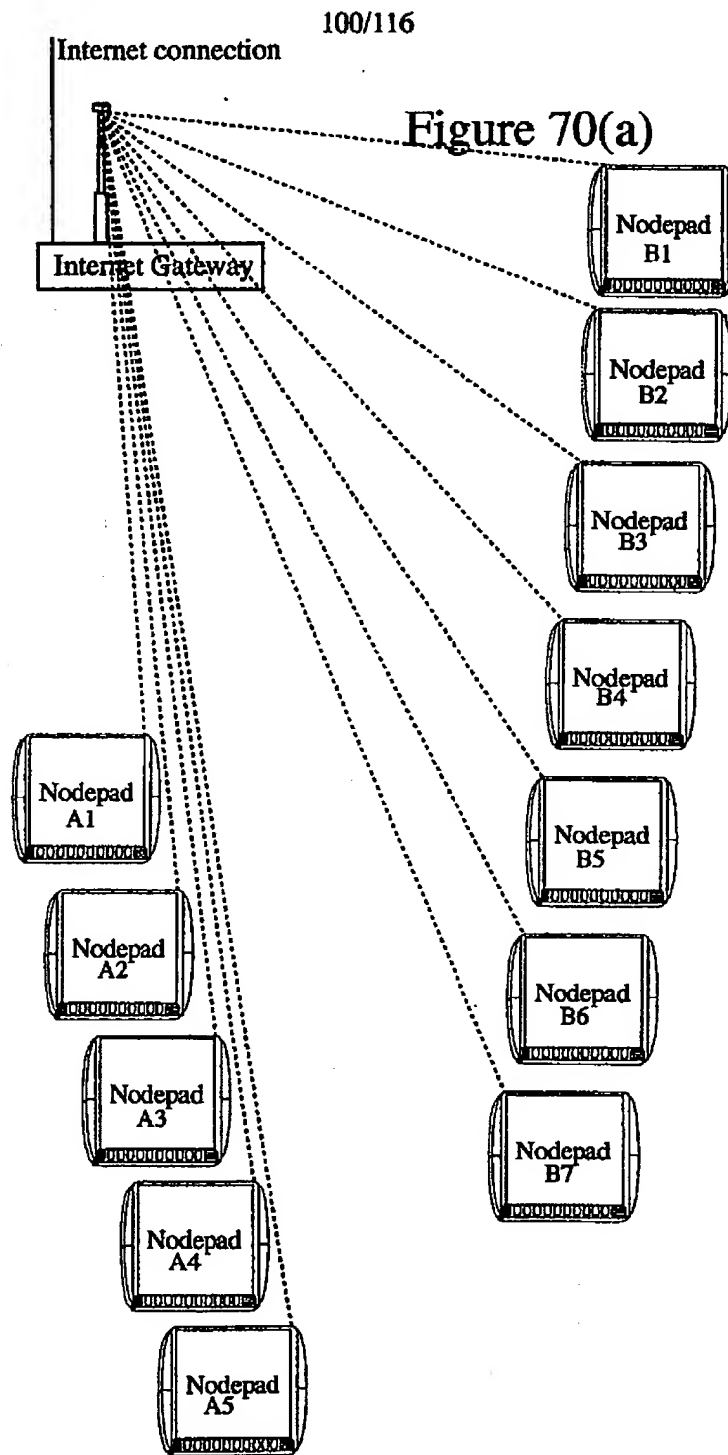 100/116
Internet connection
Figure 70(a)
Internet Gateway
Nodepad
B1
Nodepad
B2
Nodepad
B3
Nodepad
B4
Nodepad
B5
Nodepad
B6
Nodepad
B7
Nodepad
A1
Nodepad
A2
Nodepad
A3
Nodepad
A4
Nodepad
A5